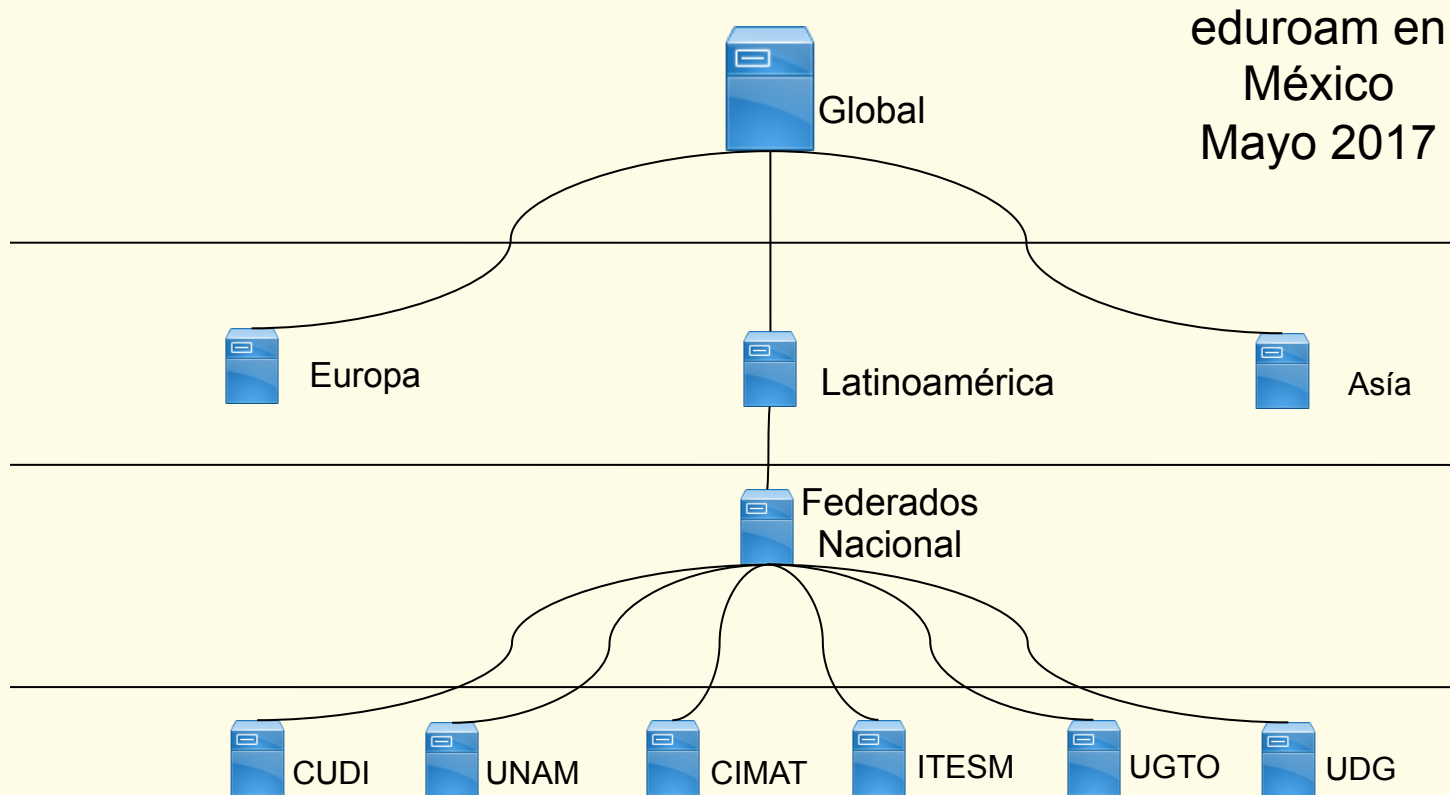 eduroam en
México
Mayo 2017
Global
Europa
Latinoamérica
Asía
Federados
Nacional
CUDI
UNAM
CIMAT
ITESM
UGTO
UDG